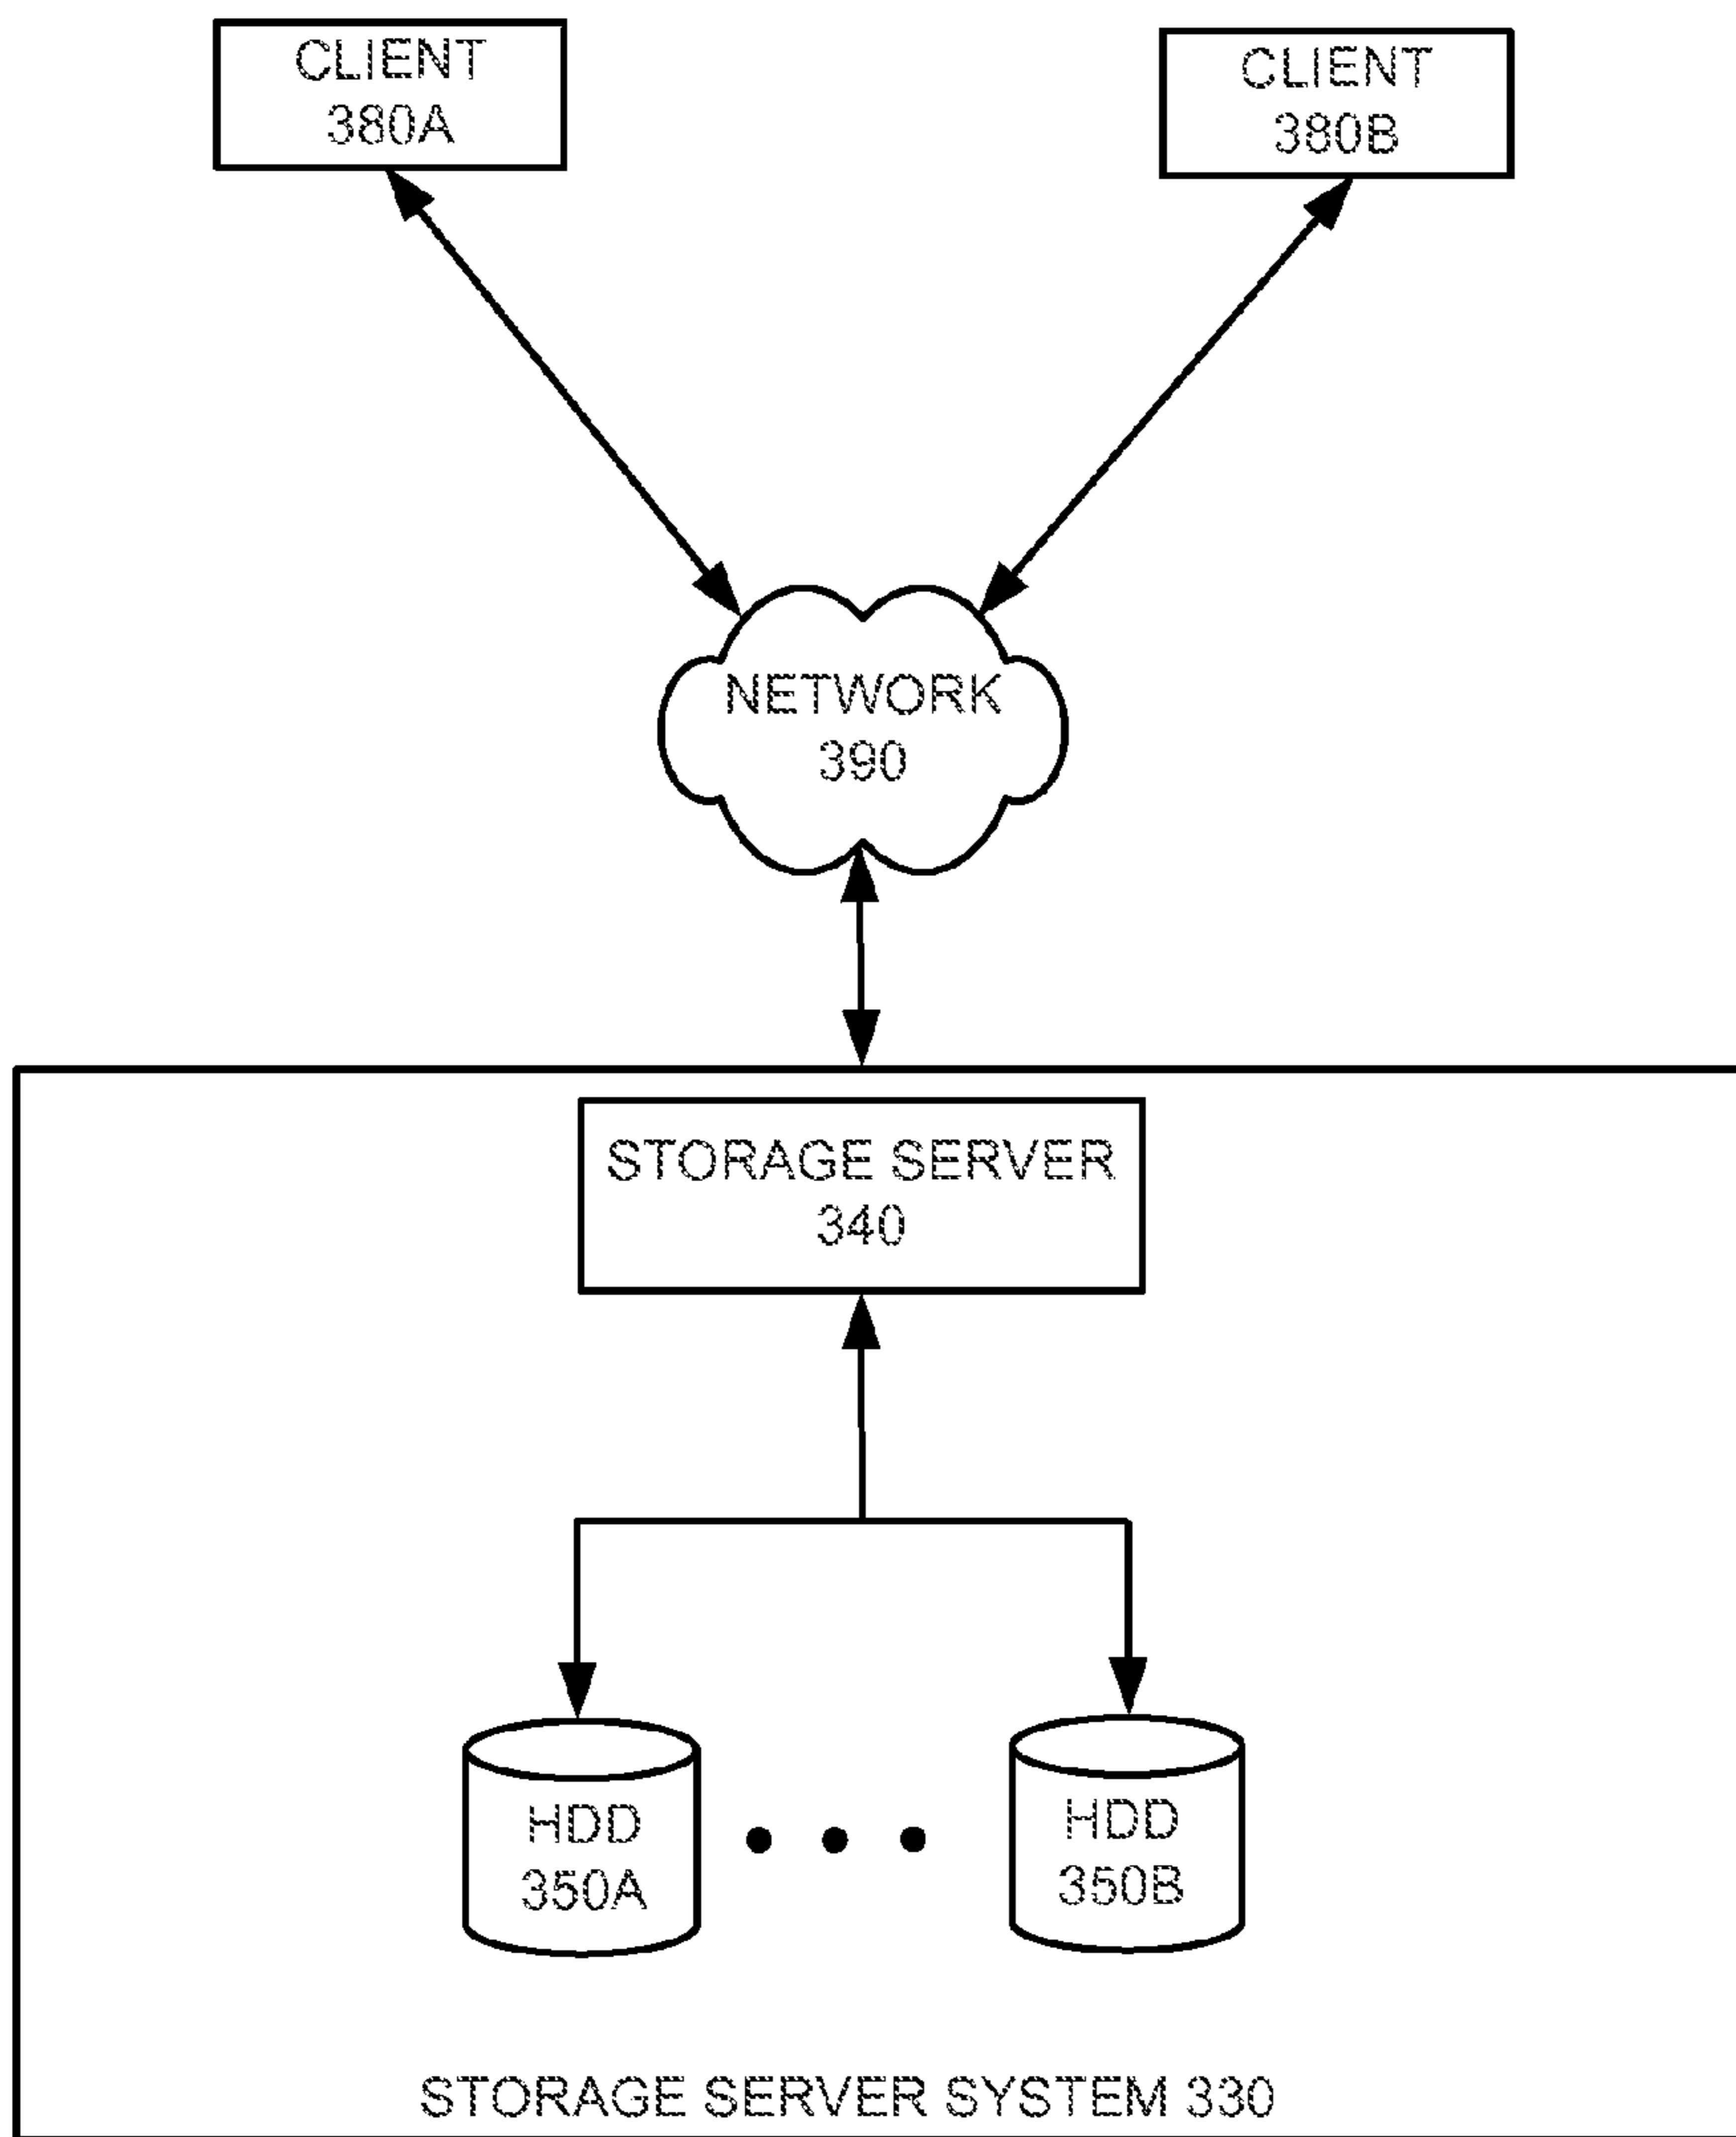 CLIENT
380A
CLIENT
380B
NETWORK
390
STORAGE SERVER
340
HDD
350A
HDD
350B
STORAGE SERVER SYSTEM 330